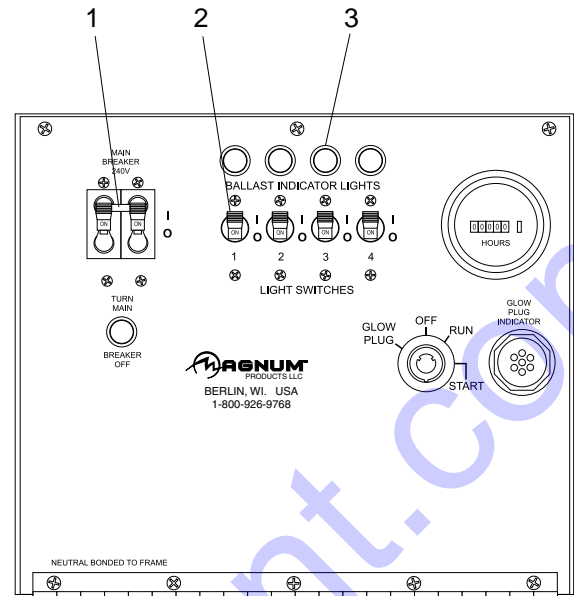 1 2 3
MAIN
BREAKER
240V
BALLAST INDICATOR LIGHTS
ON ON
I
O
ON ON ON ON
I I I I
O O O O
1 2 3 4
LIGHT SWITCHES
00000
HOURS
TURN
MAIN
BREAKER
OFF
GLOW
PLUG
OFF
RUN
START
GLOW
PLUG
INDICATOR
MAGNUM
PRODUCTS LLC
BERLIN, WI. USA
1-800-926-9768
NEUTRAL BONDED TO FRAME
nt.com